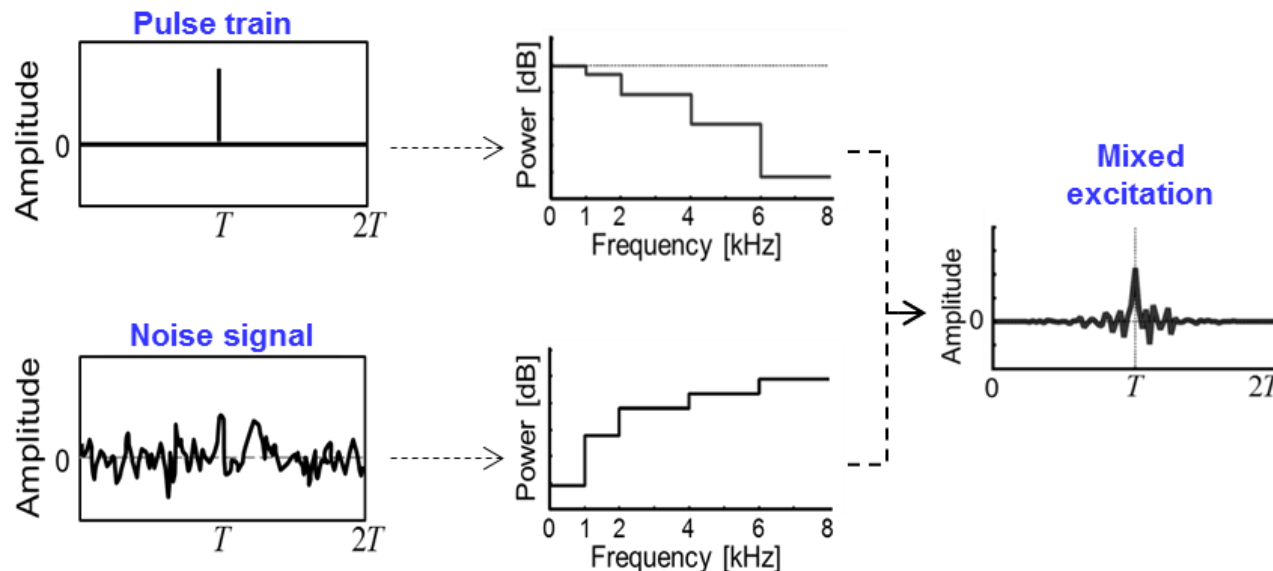 Pulse train
Amplitude
0
T
2T
Power [dB]
0 1 2 4 6 8
Frequency [kHz]
Noise signal
Amplitude
0
T
2T
Power [dB]
0 1 2 4 6 8
Frequency [kHz]
Mixed
excitation
Amplitude
0
0
T
2T